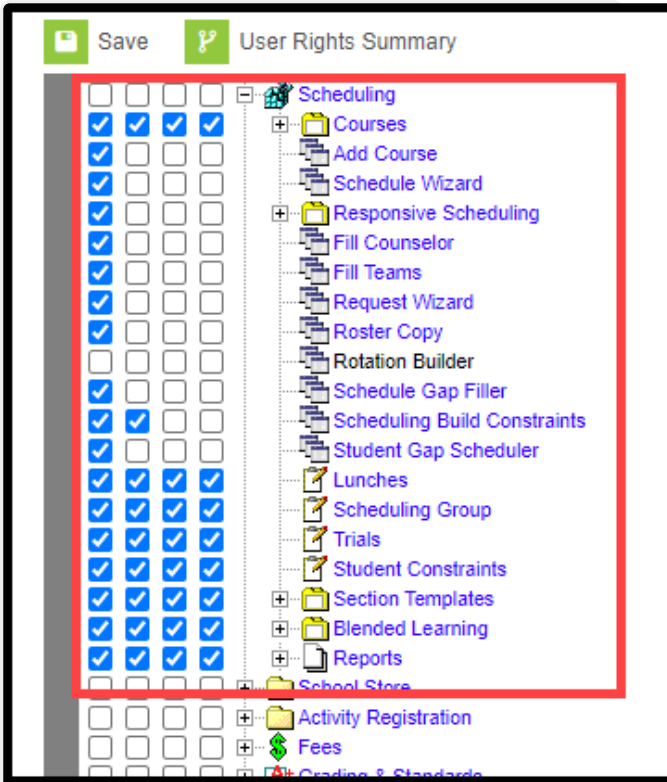 Save User Rights Summary
Scheduling
Courses
Add Course
Schedule Wizard
Responsive Scheduling
Fill Counselor
Fill Teams
Request Wizard
Roster Copy
Rotation Builder
Schedule Gap Filler
Scheduling Build Constraints
Student Gap Scheduler
Lunches
Scheduling Group
Trials
Student Constraints
Section Templates
Blended Learning
Reports
School Store
Activity Registration
Fees
Grading & Standards